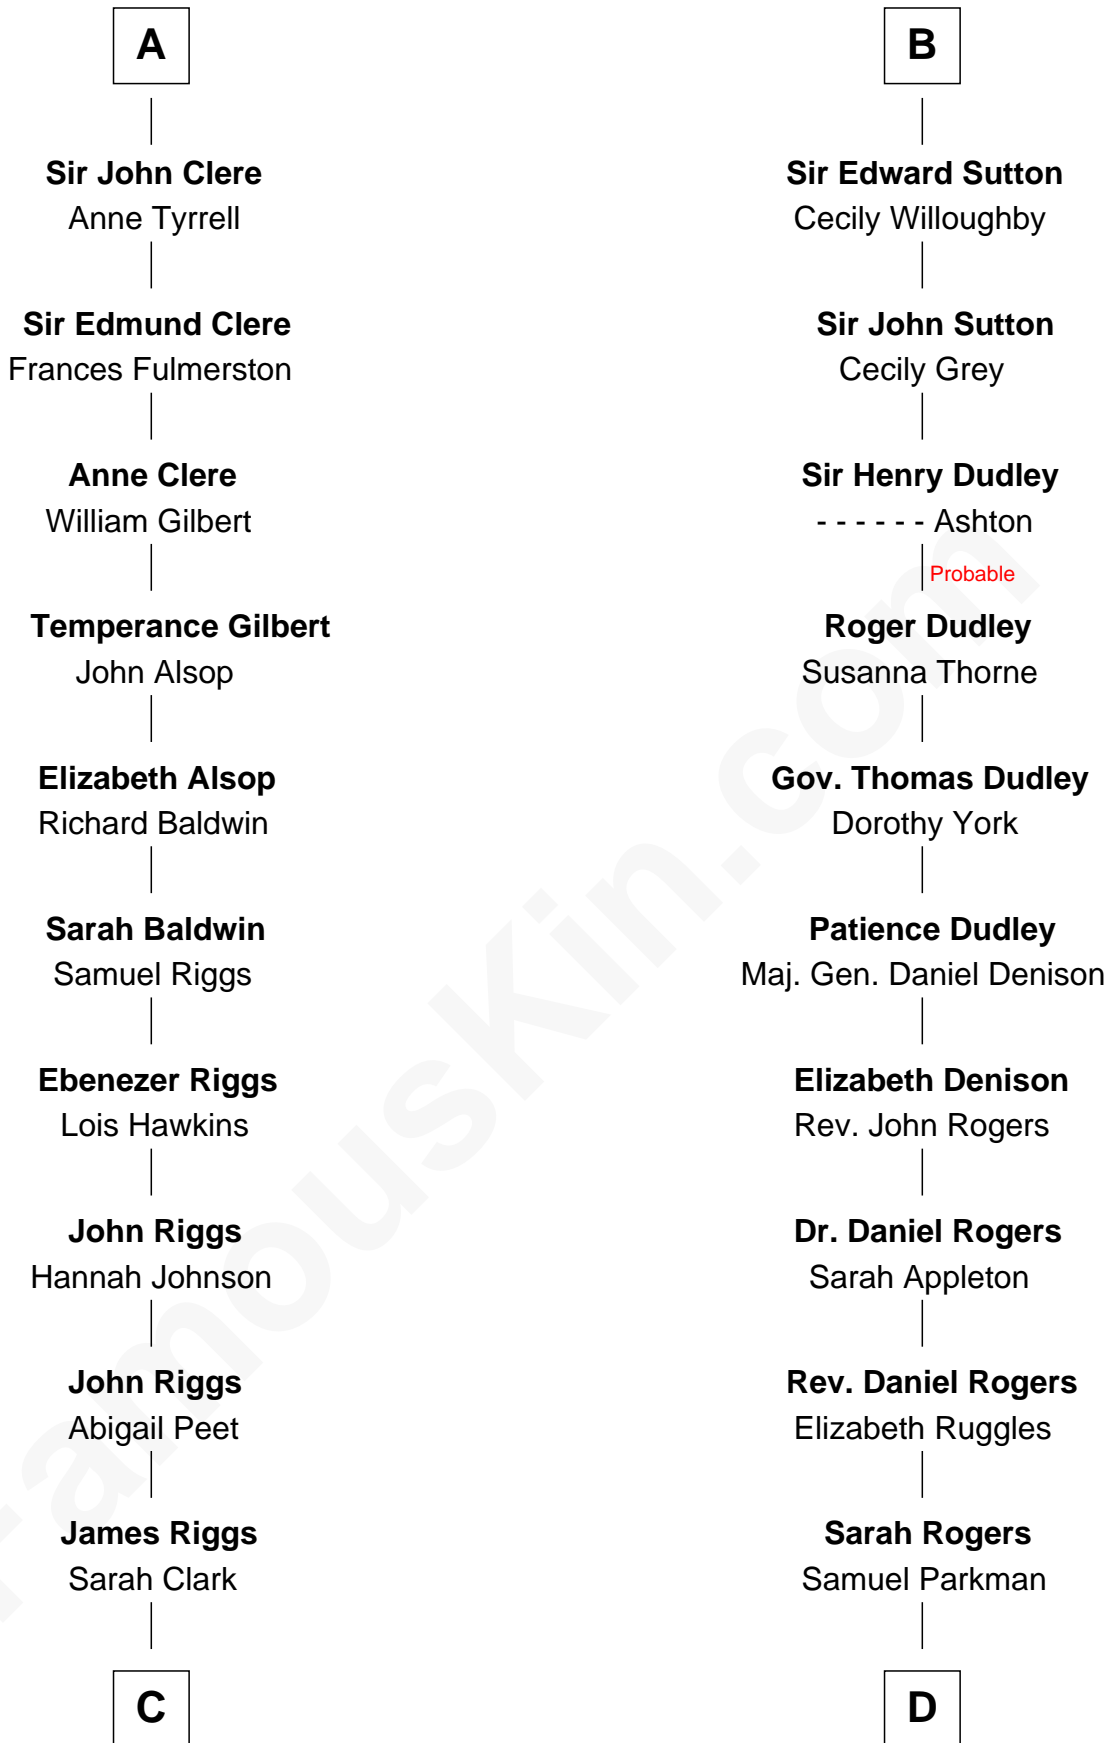 A
Sir John Clere
Anne Tyrrell
Sir Edmund Clere
Frances Fulmerston
Anne Clere
William Gilbert
Temperance Gilbert
John Alsop
Elizabeth Alsop
Richard Baldwin
Sarah Baldwin
Samuel Riggs
Ebenezer Riggs
Lois Hawkins
John Riggs
Hannah Johnson
John Riggs
Abigail Peet
James Riggs
Sarah Clark
C
B
Sir Edward Sutton
Cecily Willoughby
Sir John Sutton
Cecily Grey
Sir Henry Dudley
- - - - - - Ashton
Probable
Roger Dudley
Susanna Thorne
Gov. Thomas Dudley
Dorothy York
Patience Dudley
Maj. Gen. Daniel Denison
Elizabeth Denison
Rev. John Rogers
Dr. Daniel Rogers
Sarah Appleton
Rev. Daniel Rogers
Elizabeth Ruggles
Sarah Rogers
Samuel Parkman
D
FamousKin.com